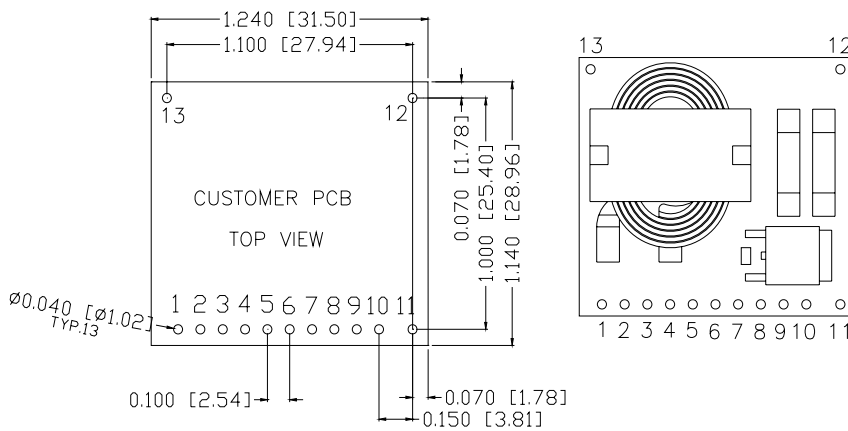 1.240 [31.50]
1.100 [27.94]
13
12
0.070 [1.78]
1.000 [25.40]
1.140 [28.96]
CUSTOMER PCB
TOP VIEW
Ø0.040 [Ø1.02]
TYP.13
1 2 3 4 5 6 7 8 9 10 11
0.100 [2.54]
0.070 [1.78]
0.150 [3.81]
13
12
1 2 3 4 5 6 7 8 9 10 11